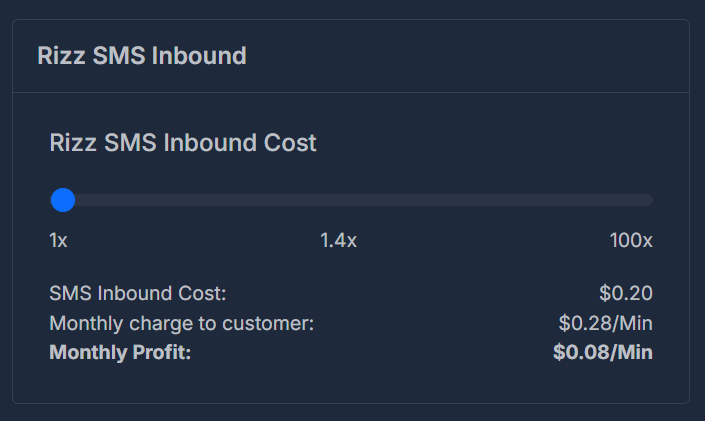 Rizz SMS Inbound
Rizz SMS Inbound Cost
1x 1.4x 100x
SMS Inbound Cost: $0.20
Monthly charge to customer: $0.28/Min
Monthly Profit: $0.08/Min